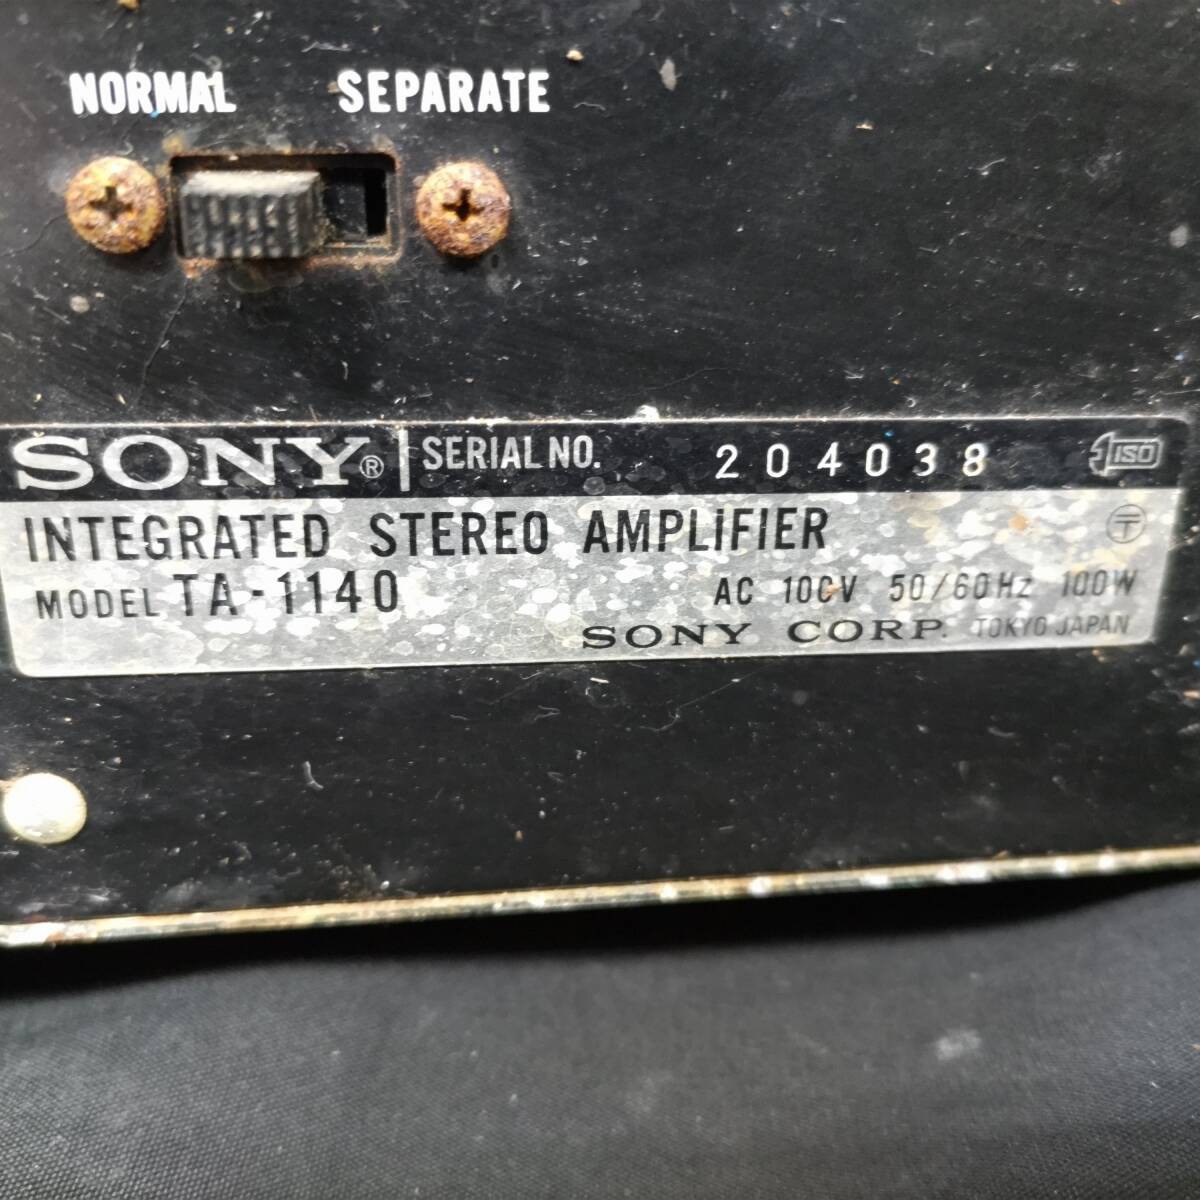 NORMAL SEPARATE
SONY® SERIAL NO. 204038 ISO
INTEGRATED STEREO AMPLIFIER 〒
MODEL TA-1140 AC 100V 50/60Hz 100W
SONY CORP. TOKYO JAPAN